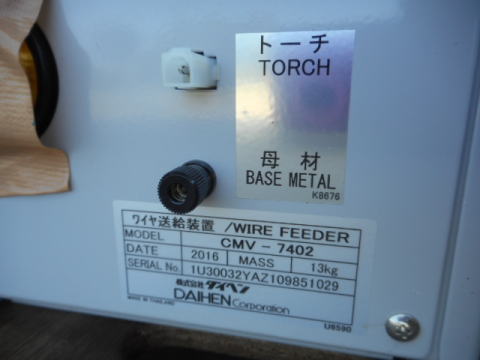 トーチ
TORCH
母材
BASE METAL
K8676
ワイヤ送給装置 /WIRE FEEDER
MODEL CMV - 7402
DATE 2016 MASS 13kg
SERIAL No. 1U30032YAZ109851029
株式会社ダイヘン
DAIHEN Corporation
MADE IN THAILAND
U6590